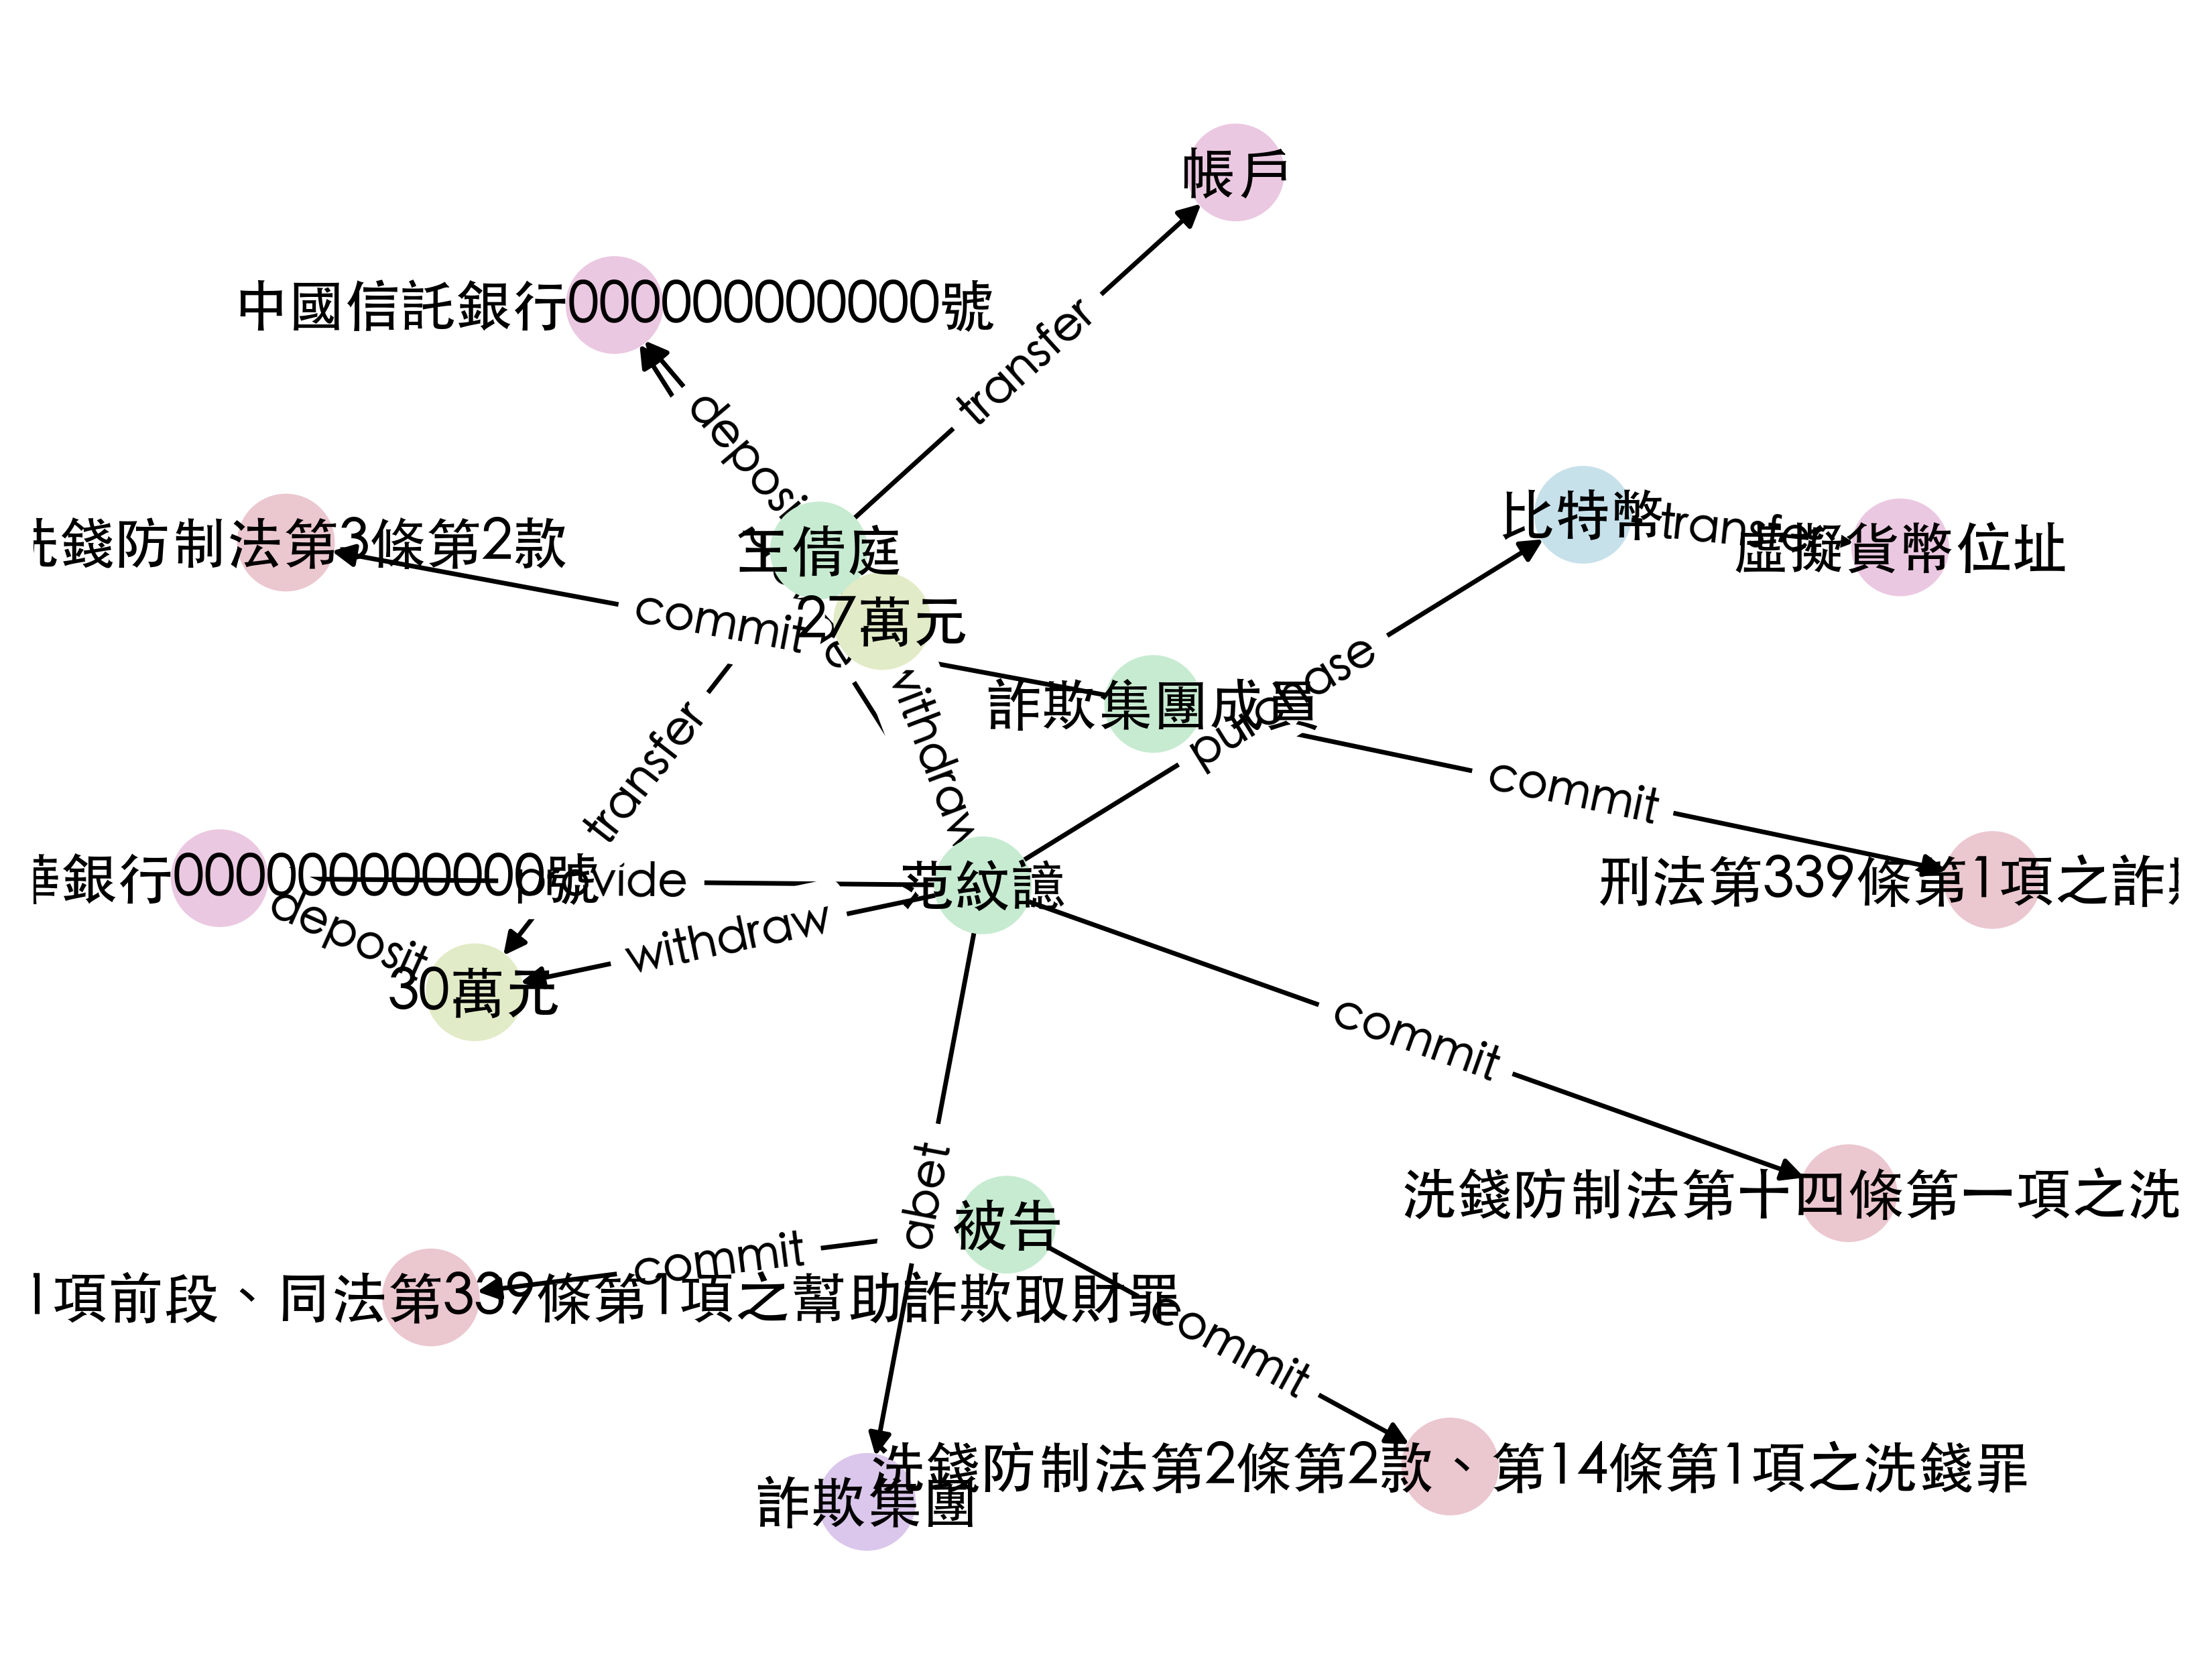 帳戶
中國信託銀行000000000000號
transfer
deposit
比特幣
transfer
虛擬貨幣位址
洗錢防制法第3條第2款
王倩庭
commit
27萬元
詐欺集團成員
purchase
withdraw
transfer
commit
華銀行000000000000號
provide
范紋譩
刑法第339條第1項之詐
deposit
withdraw
30萬元
commit
abet
洗錢防制法第十四條第一項之洗
被告
commit
1項前段、同法第339條第1項之幫助詐欺取財罪
commit
洗錢防制法第2條第2款、第14條第1項之洗錢罪
詐欺集團